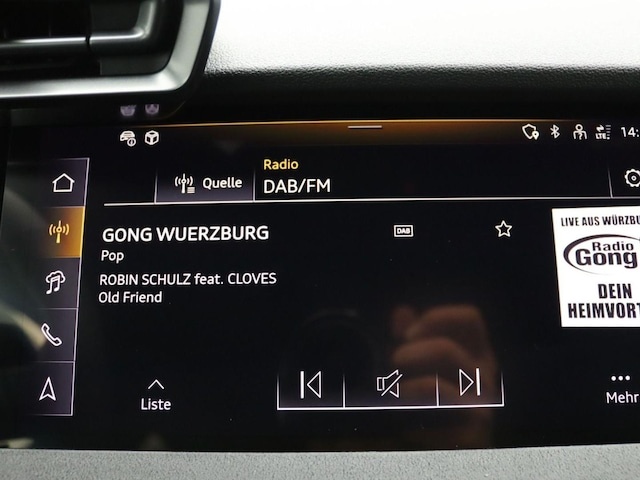 LTE
14:
Radio
Quelle
DAB/FM
GONG WUERZBURG
DAB
Pop
ROBIN SCHULZ feat. CLOVES
Old Friend
LIVE AUS WÜRZBU
Radio
Gong
DEIN
HEIMVORT
Liste
Mehr